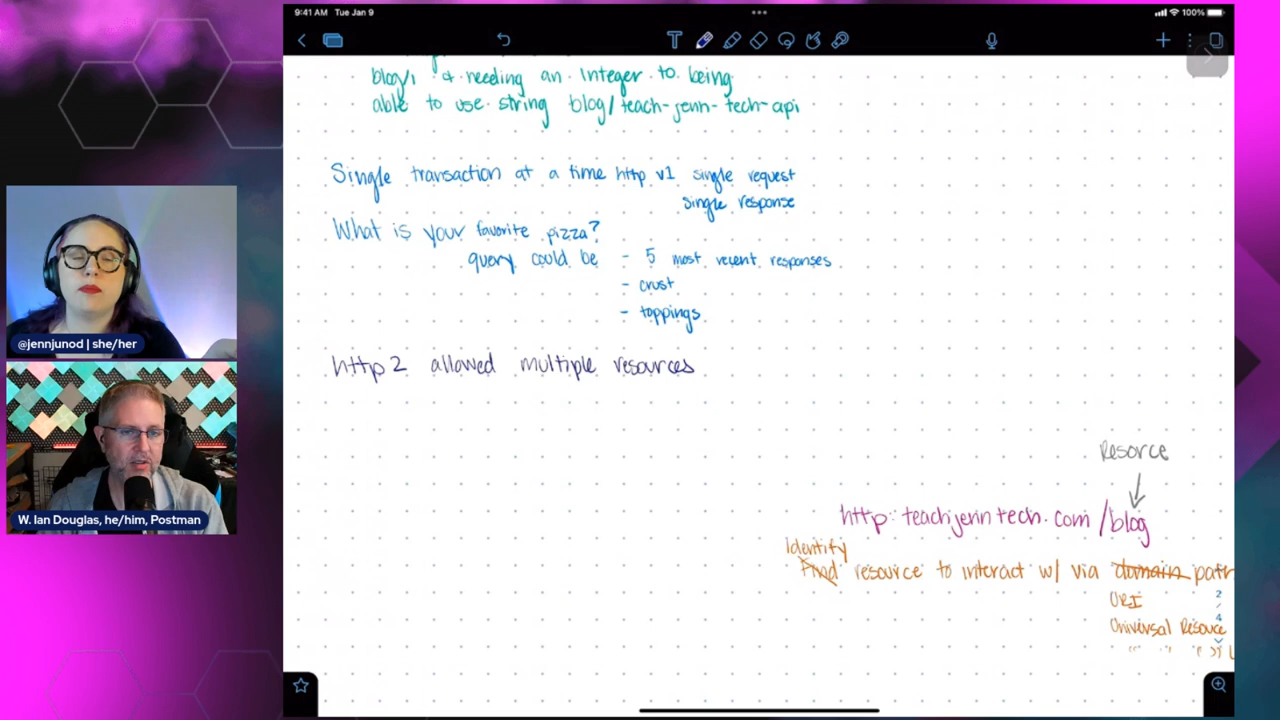 9:41 AM Tue Jan 9
100%
blog/1 & needing an Integer to being
able to use string blog/teach-jenn-tech-api
Single transaction at a time http v1 single request
single response
What is your favorite pizza?
query could be - 5 most recent responses
- crust
- toppings
http2 allowed multiple resources
@jennjunod | she/her
W. Ian Douglas, he/him, Postman
Resorce
http: teachjenntech.com /blog
Identify
Find resource to interact w/ via domain path
URI
Universal Resource
2
4